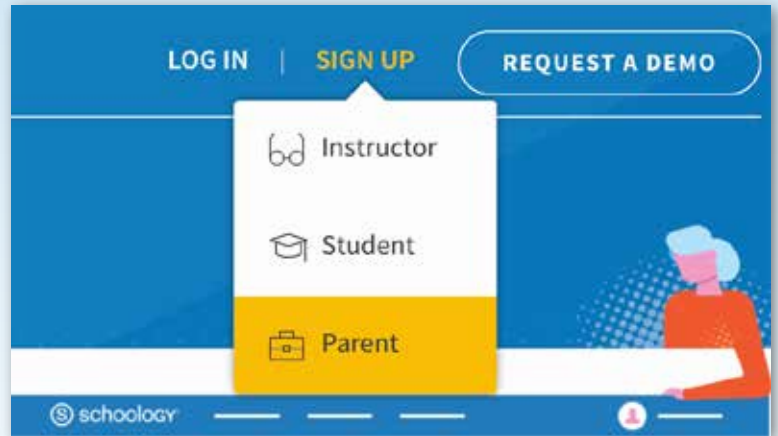 LOG IN | SIGN UP REQUEST A DEMO
Instructor
Student
Parent
S schoology